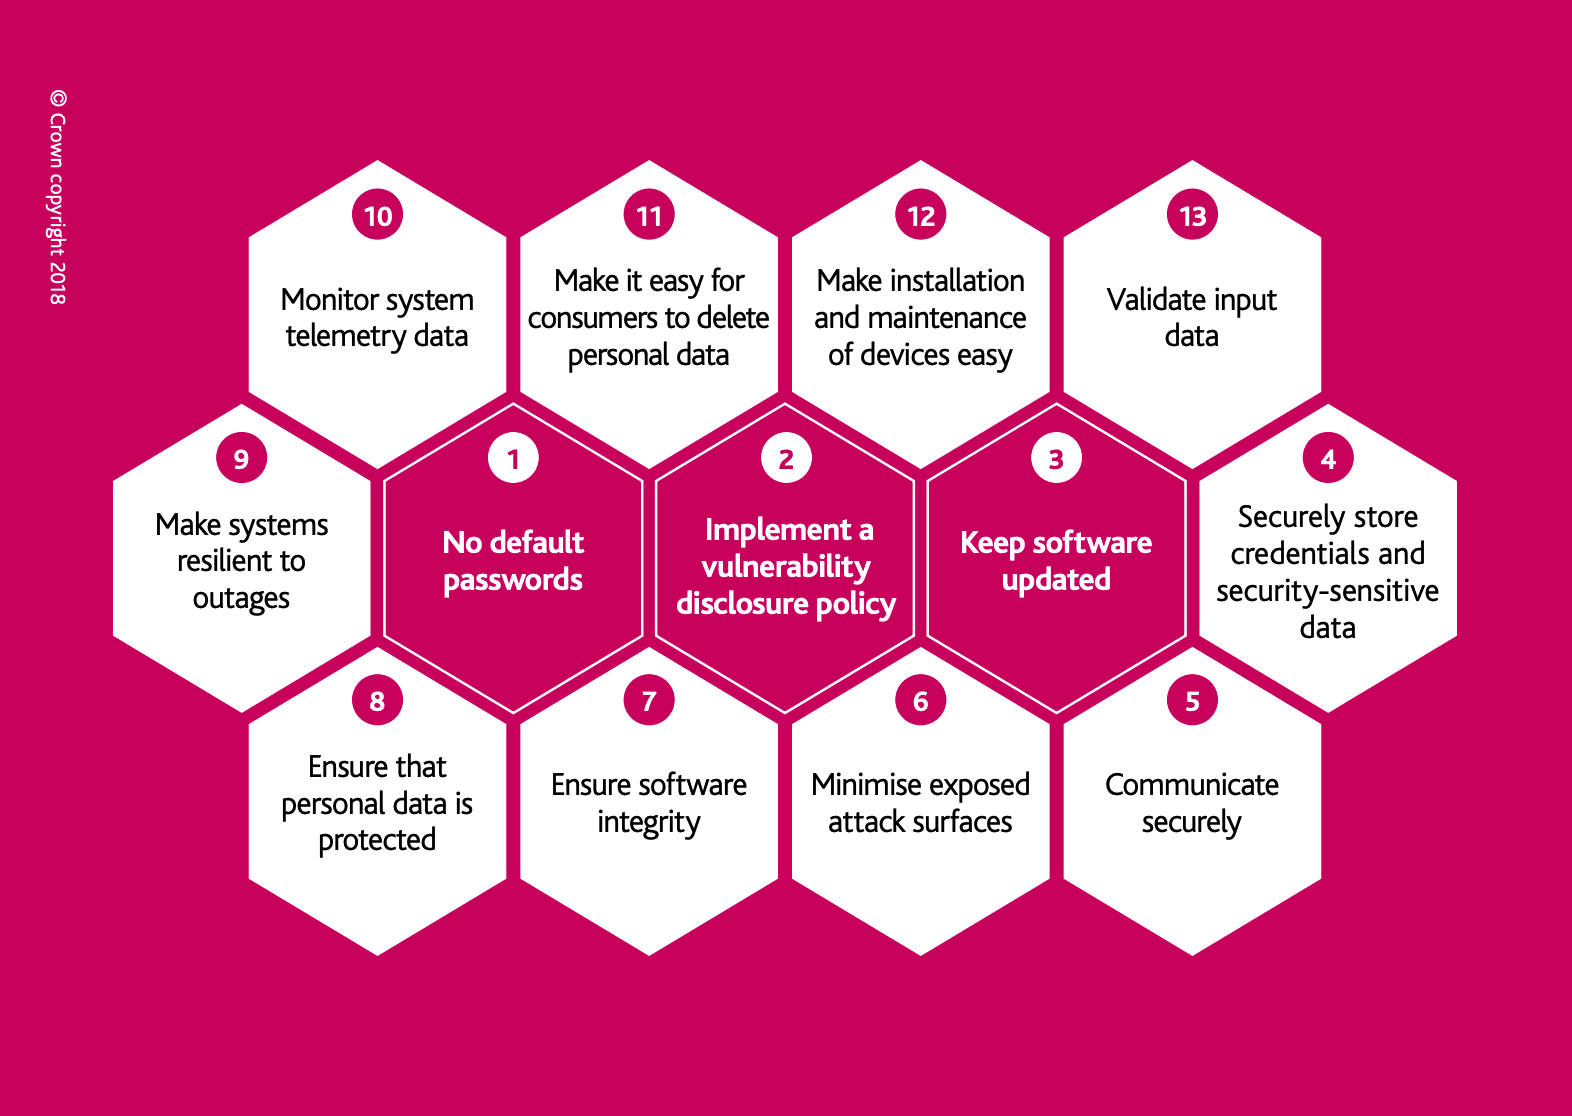 © Crown copyright 2018
10
Monitor system
telemetry data
11
Make it easy for
consumers to delete
personal data
12
Make installation
and maintenance
of devices easy
13
Validate input
data
9
Make systems
resilient to
outages
1
No default
passwords
2
Implement a
vulnerability
disclosure policy
3
Keep software
updated
4
Securely store
credentials and
security-sensitive
data
8
Ensure that
personal data is
protected
7
Ensure software
integrity
6
Minimise exposed
attack surfaces
5
Communicate
securely